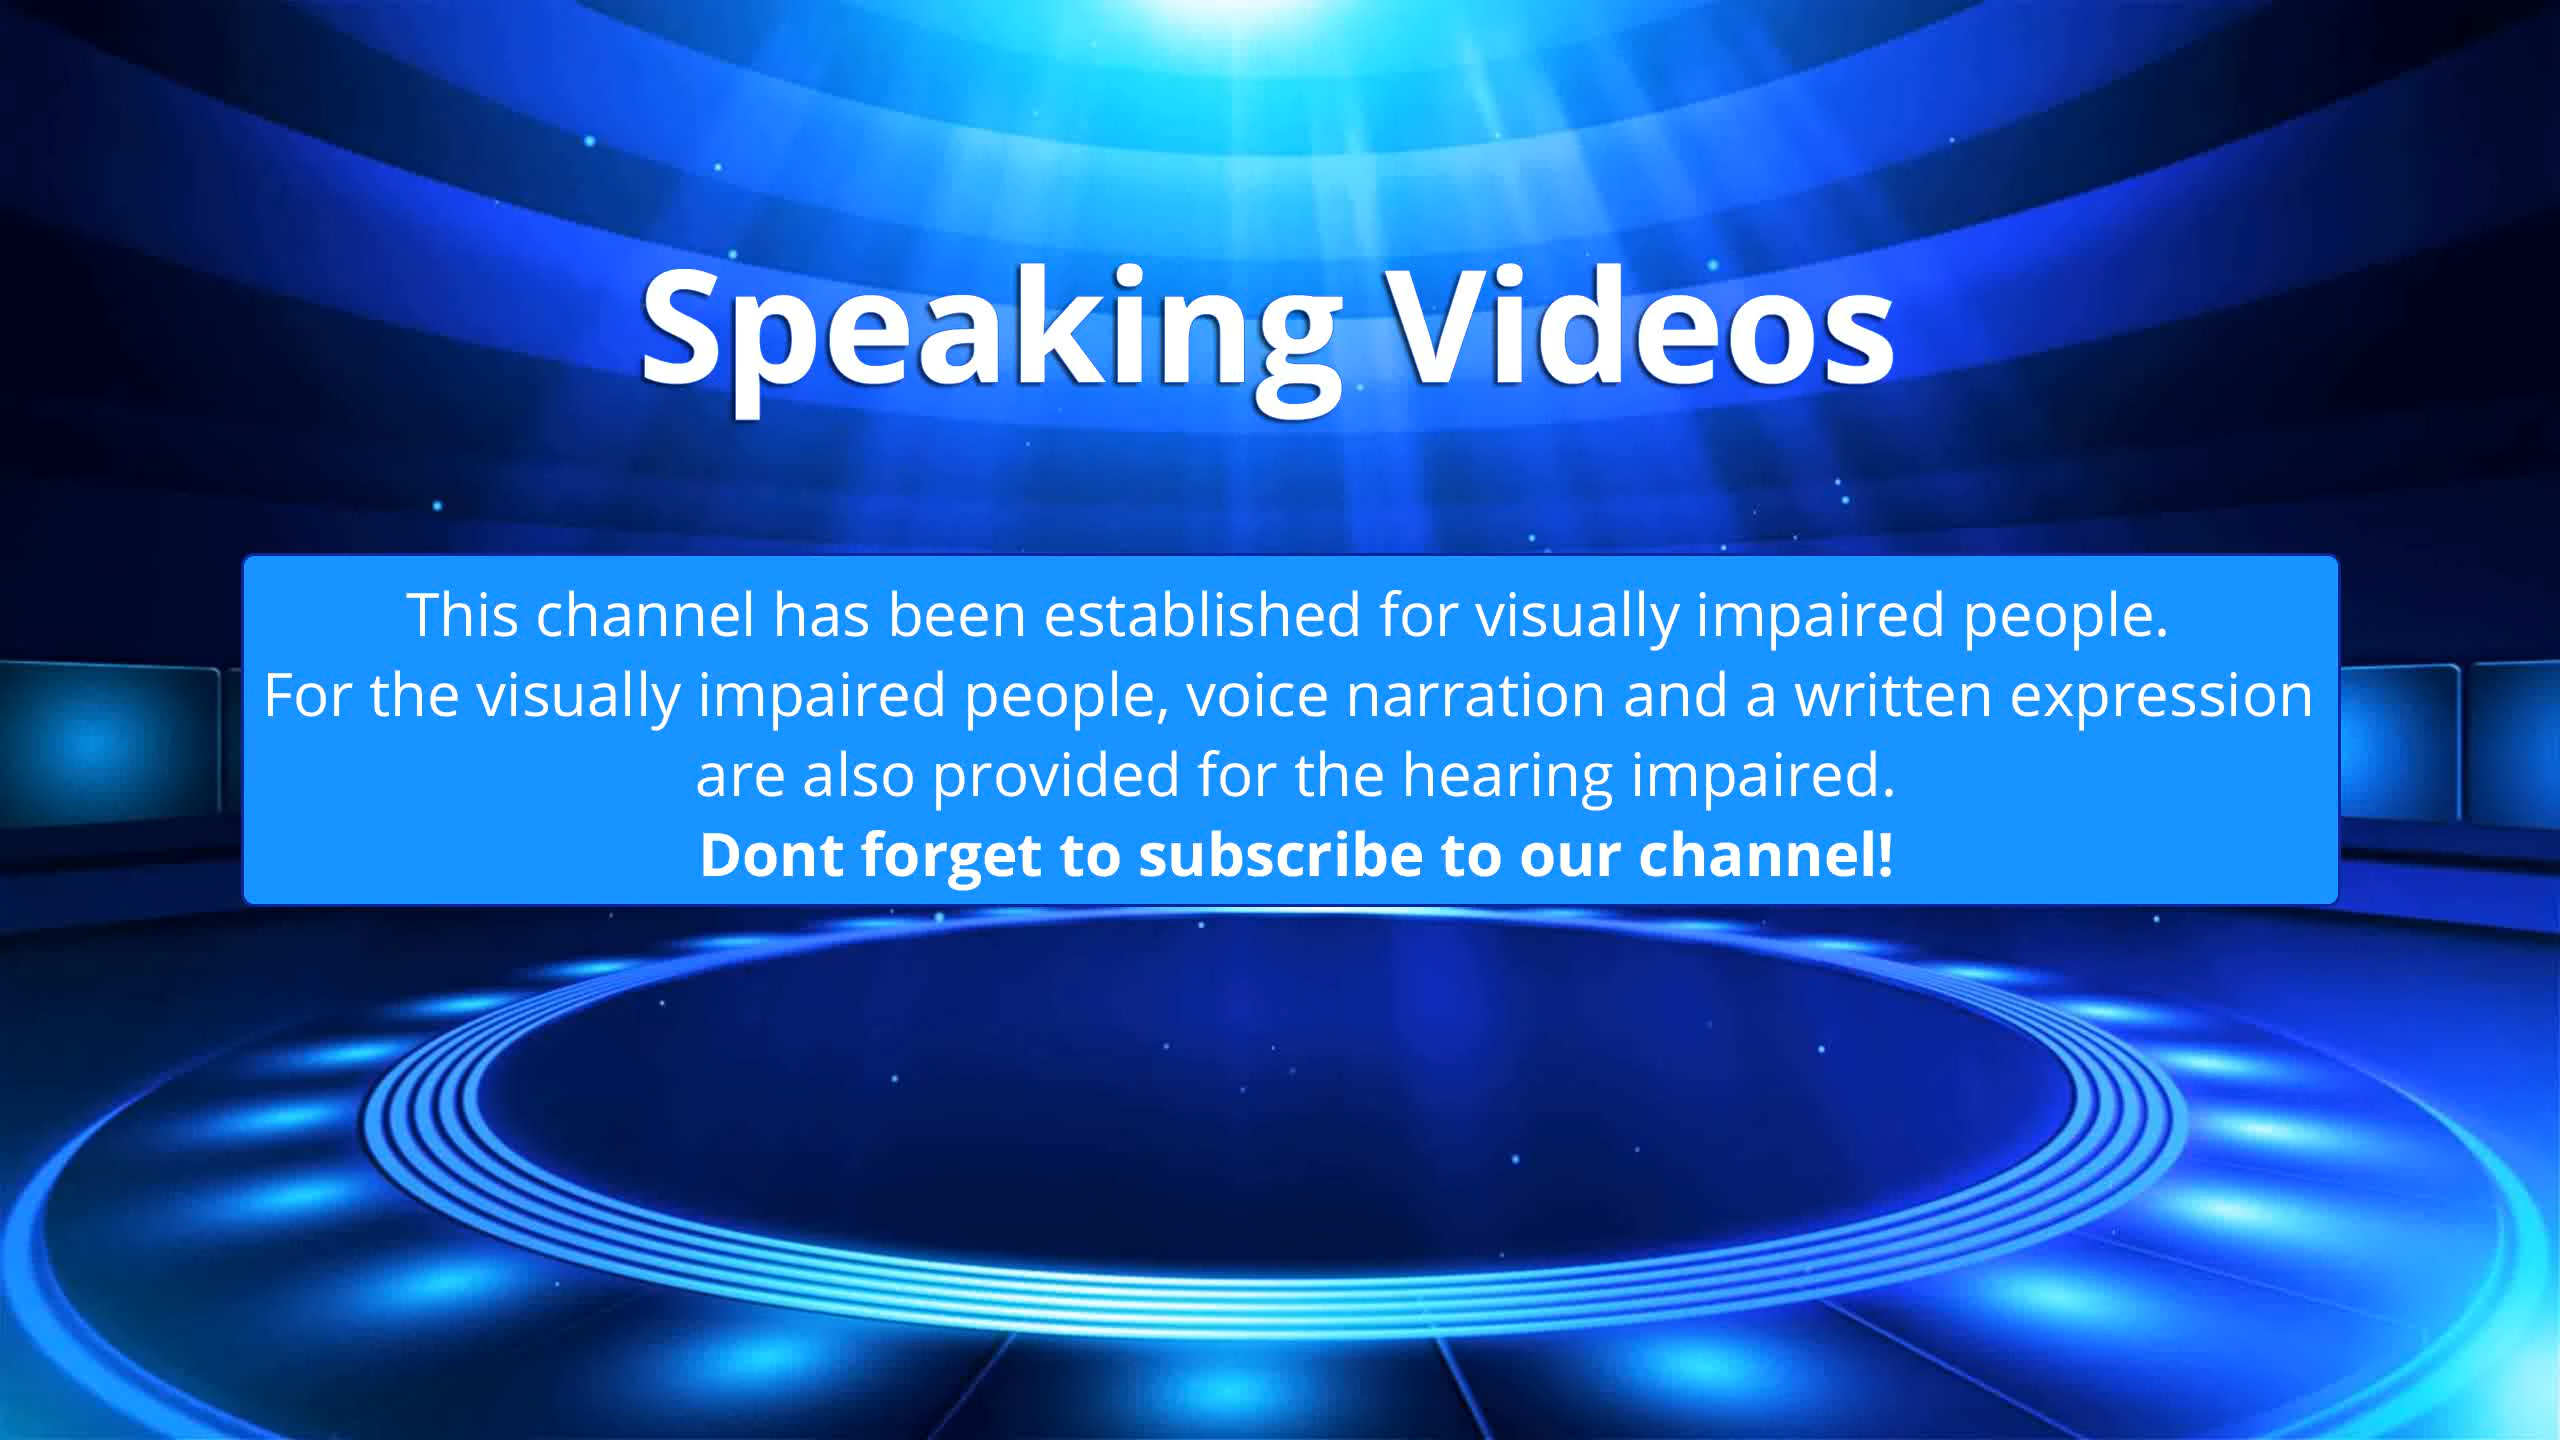 Speaking Videos
This channel has been established for visually impaired people.
For the visually impaired people, voice narration and a written expression
are also provided for the hearing impaired.
Dont forget to subscribe to our channel!